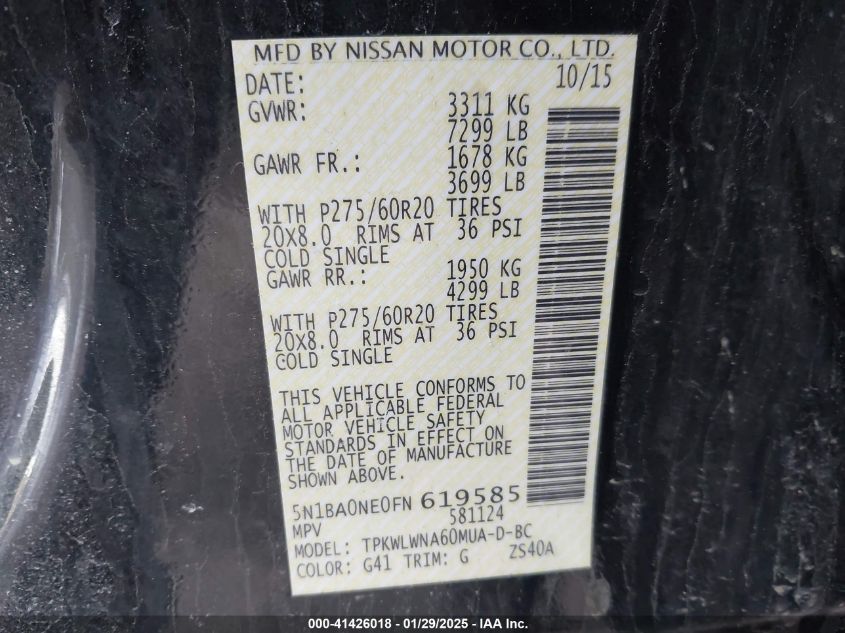 MFD BY NISSAN MOTOR CO., LTD.
DATE: 10/15
GVWR: 3311 KG
7299 LB
GAWR FR.: 1678 KG
3699 LB
WITH P275/60R20 TIRES
20X8.0 RIMS AT 36 PSI
COLD SINGLE
GAWR RR.: 1950 KG
4299 LB
WITH P275/60R20 TIRES
20X8.0 RIMS AT 36 PSI
COLD SINGLE
THIS VEHICLE CONFORMS TO
ALL APPLICABLE FEDERAL
MOTOR VEHICLE SAFETY
STANDARDS IN EFFECT ON
THE DATE OF MANUFACTURE
SHOWN ABOVE.
5N1BA0NE0FN 619585
MPV 581124
MODEL: TPKWLWNA60MUA-D-BC
COLOR: G41 TRIM: G ZS40A
000-41426018 - 01/29/2025 - IAA Inc.